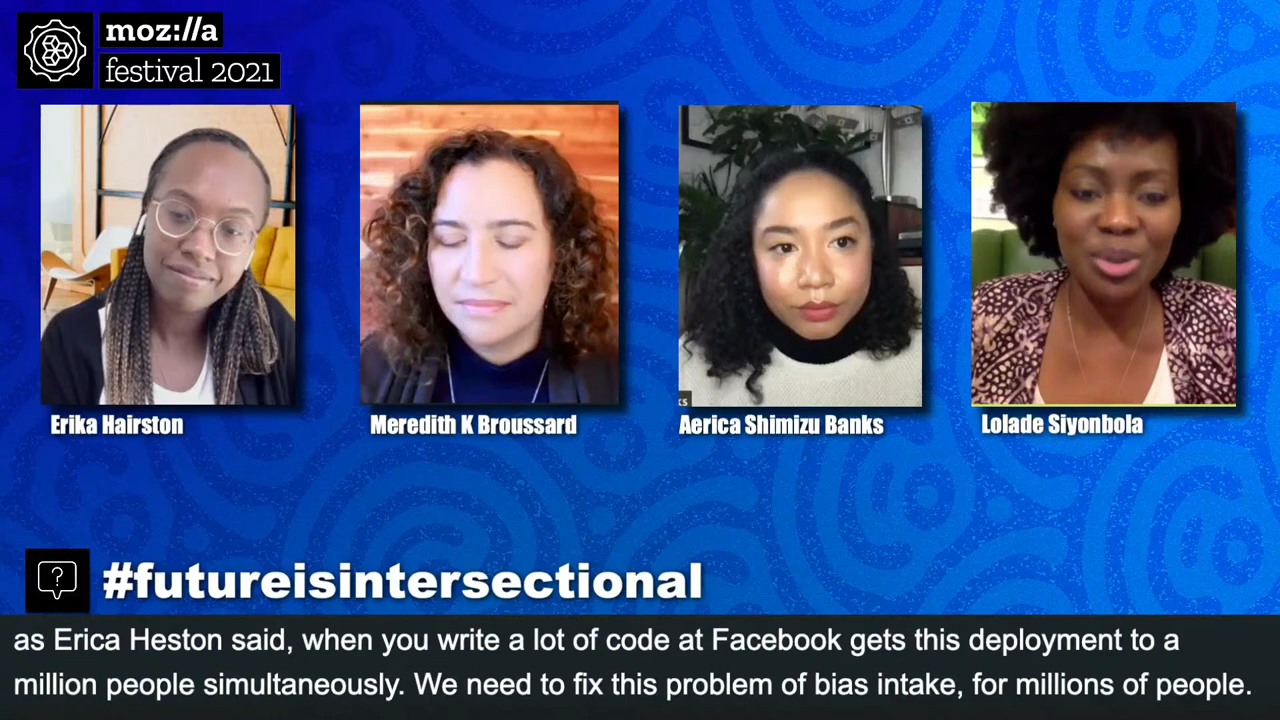 moz://a
festival 2021
Erika Hairston
Meredith K Broussard
ks
Aerica Shimizu Banks
Lolade Siyonbola
?
#futureisintersectional
as Erica Heston said, when you write a lot of code at Facebook gets this deployment to a
million people simultaneously. We need to fix this problem of bias intake, for millions of people.